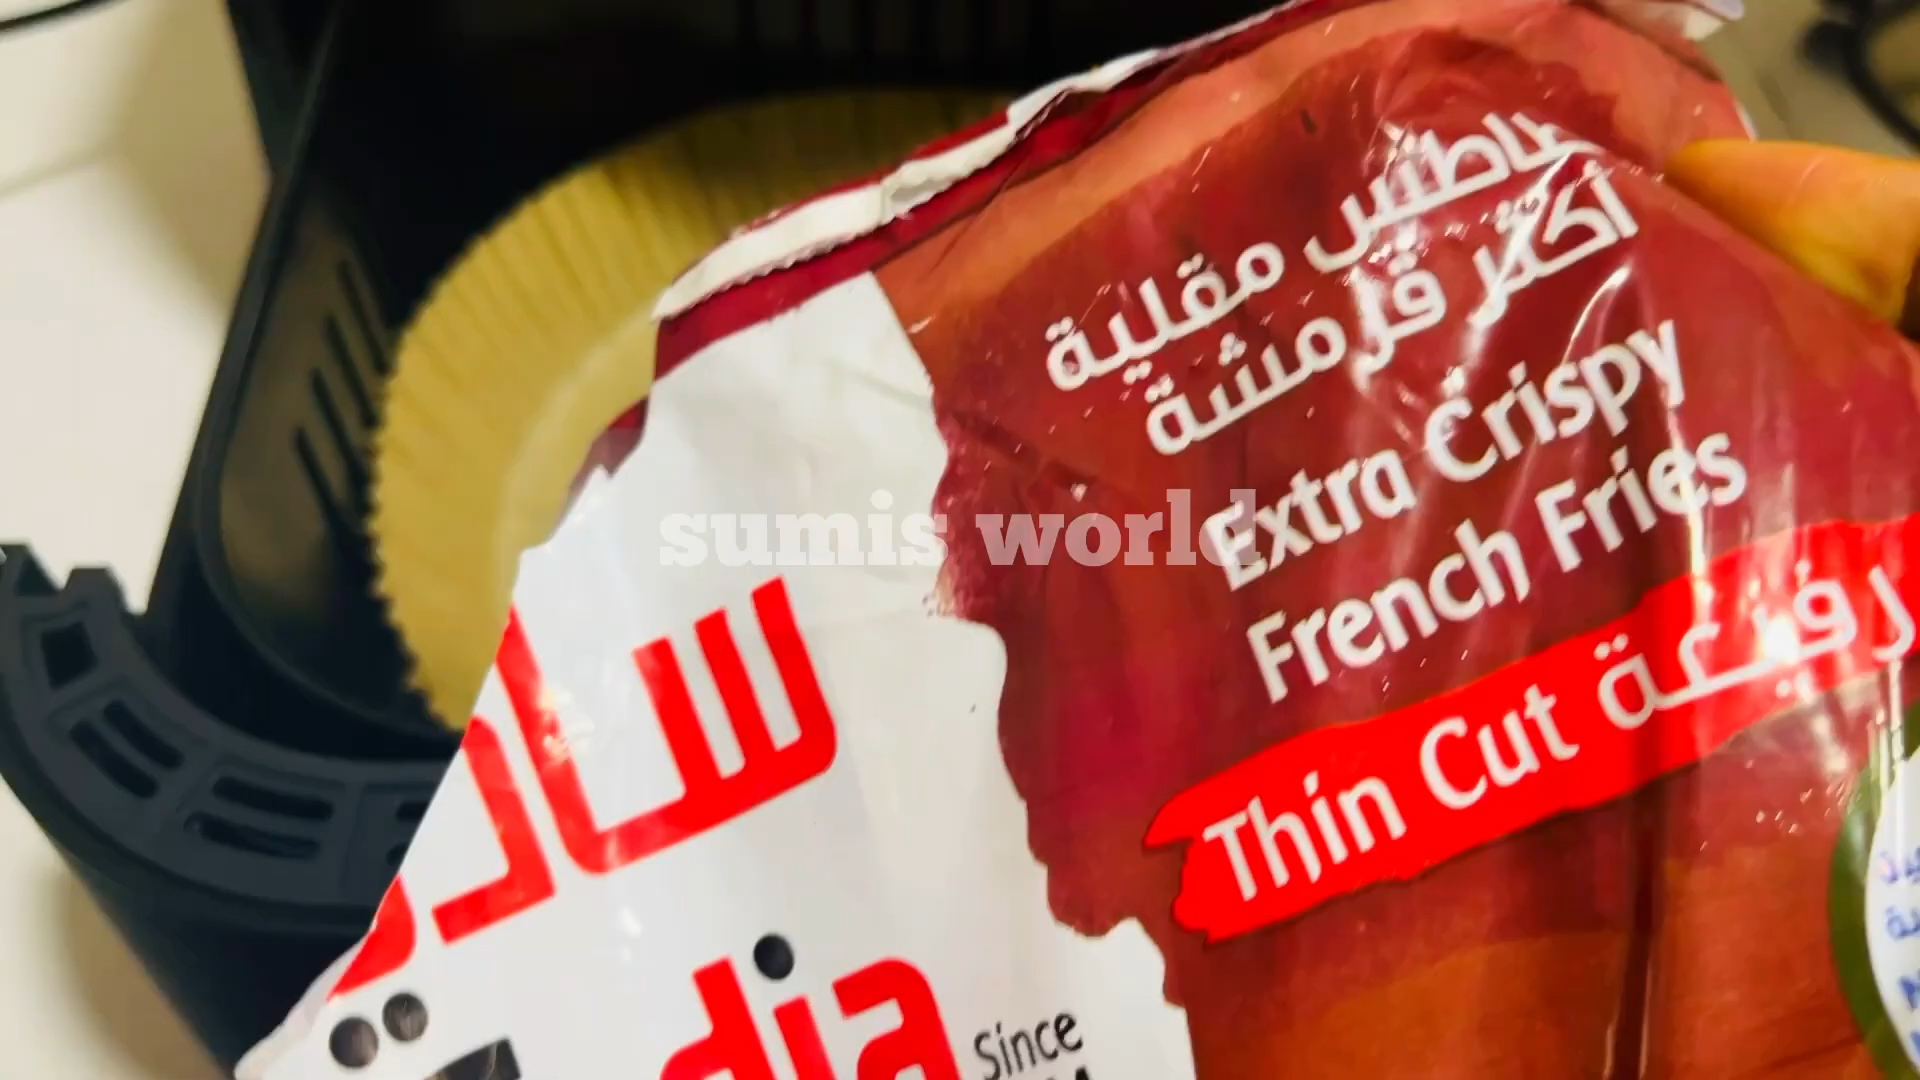 بطاطس مقلية
أكثر قرمشة
Extra Crispy
French Fries
Thin Cut رفيعة
sumis world
Since